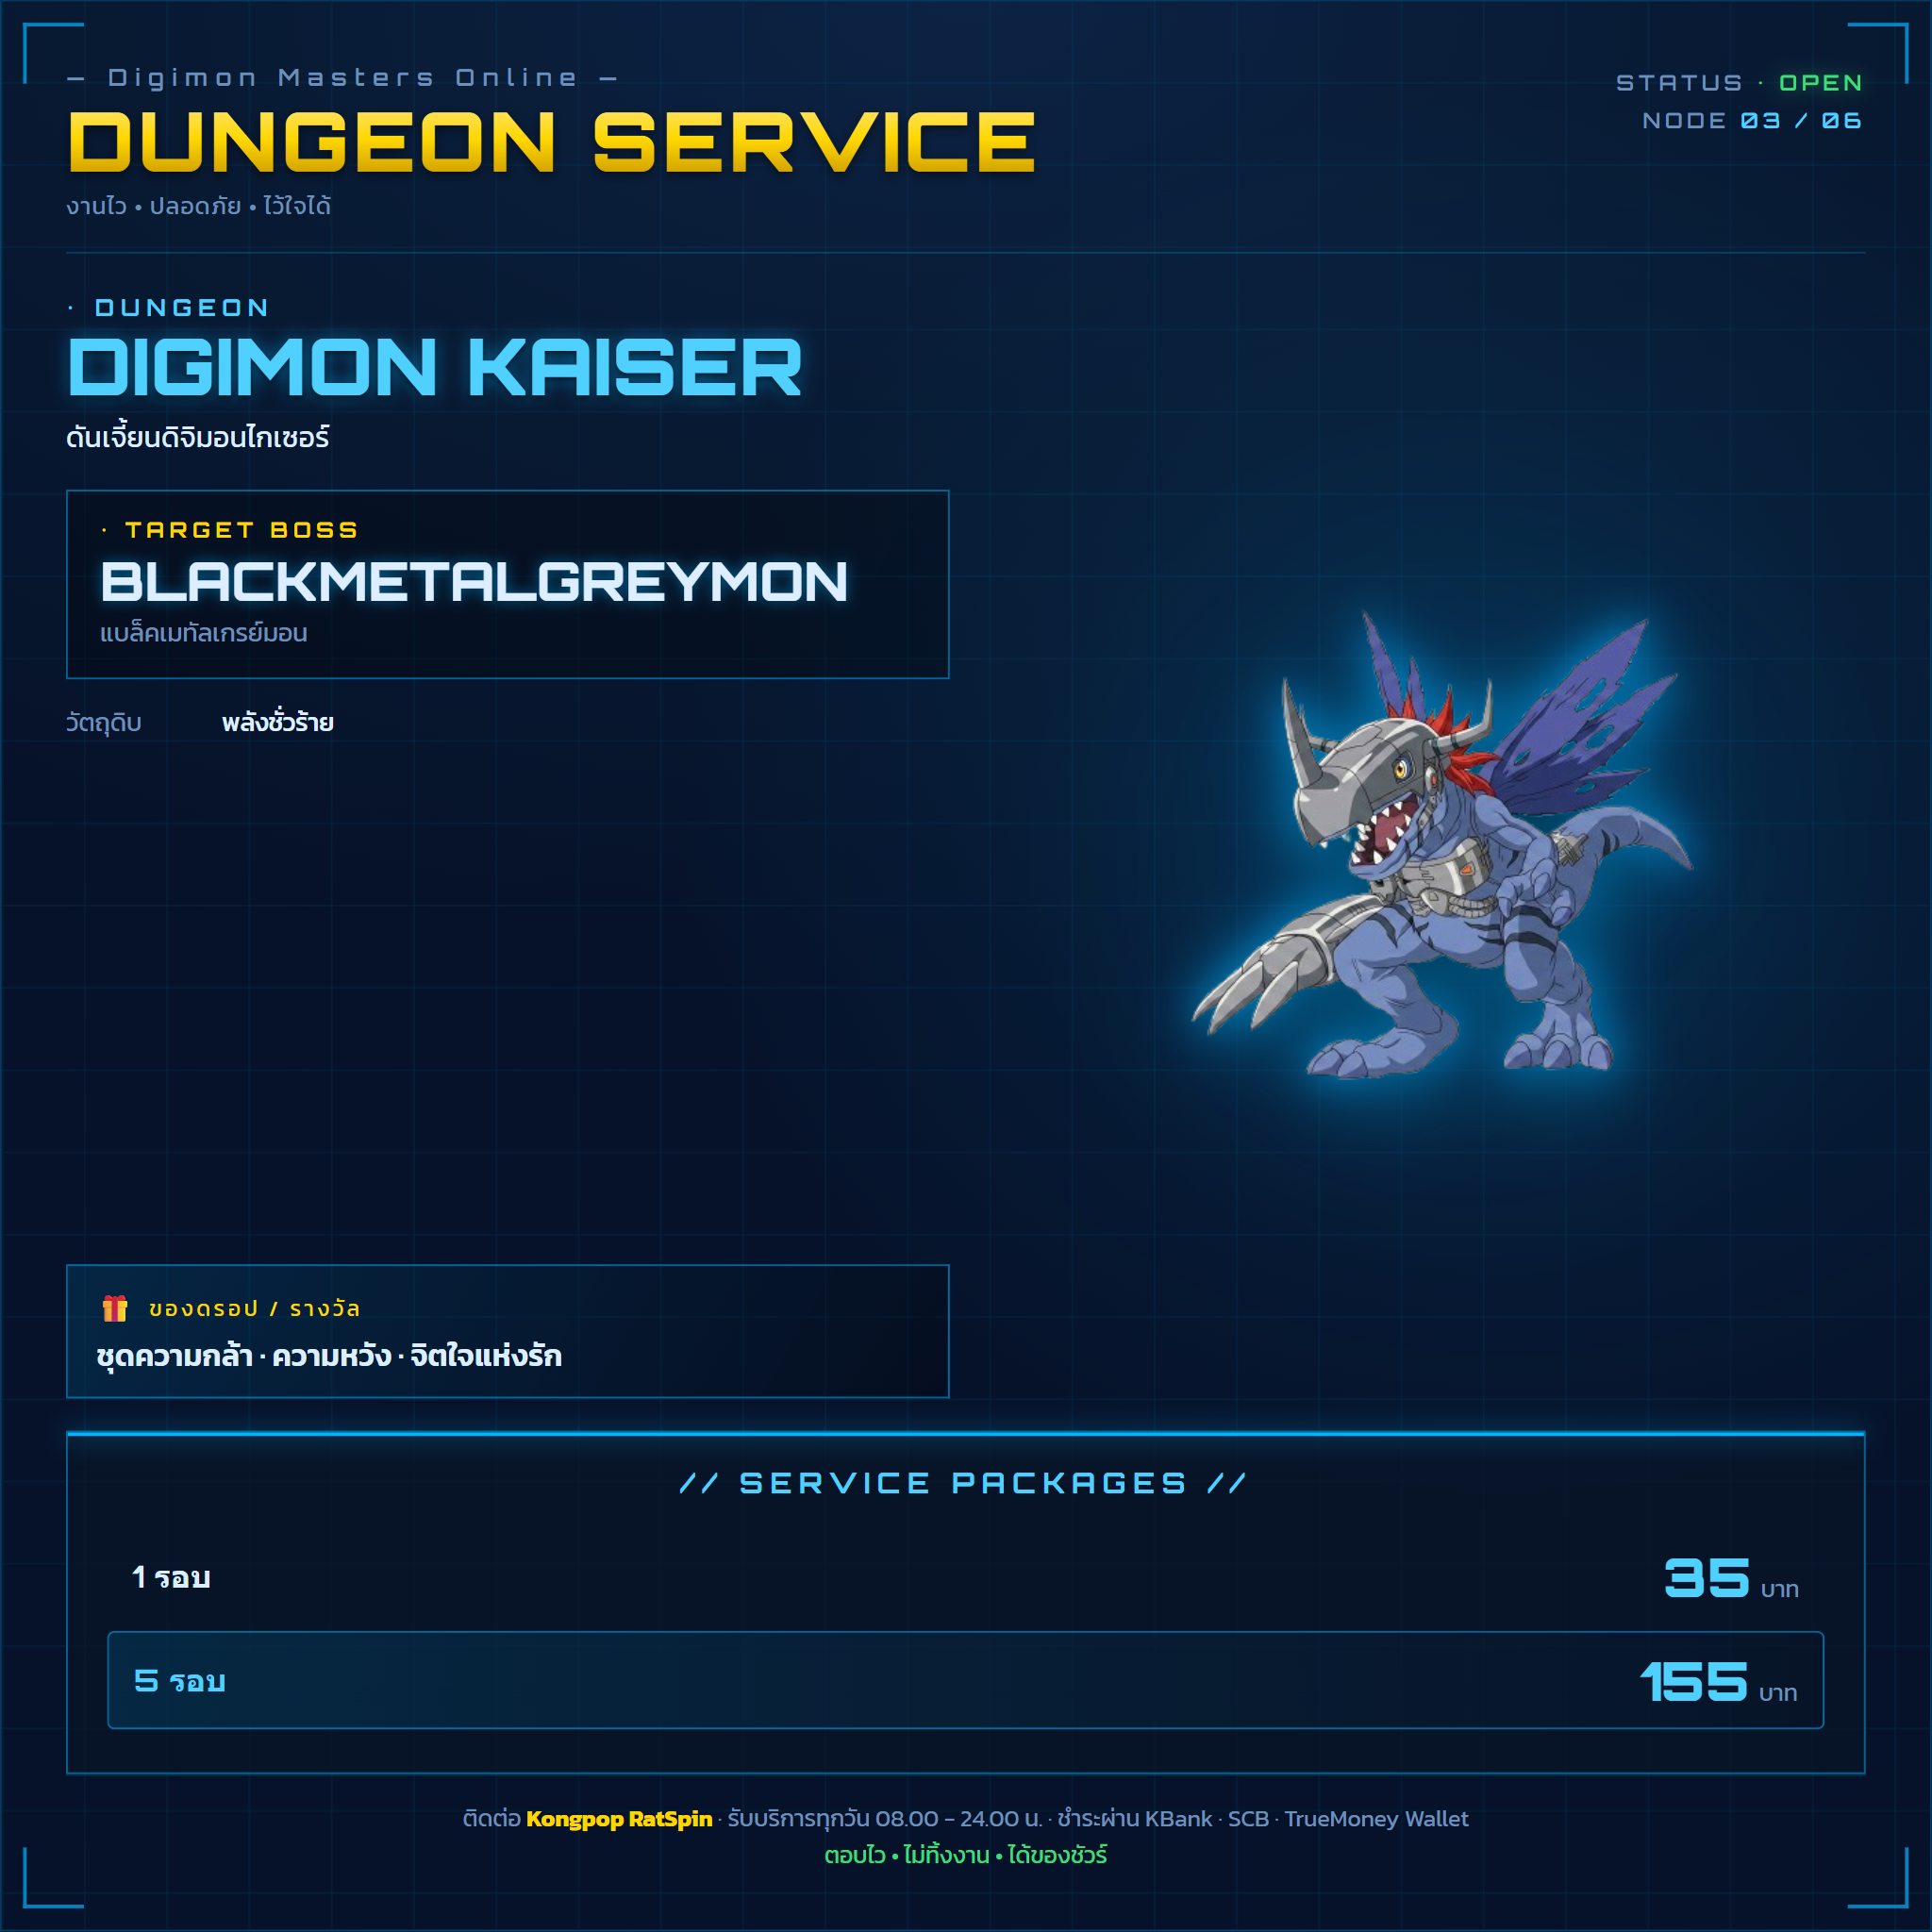 – Digimon Masters Online –
DUNGEON SERVICE
งานไว • ปลอดภัย • ไว้ใจได้
STATUS · OPEN
NODE 03 / 06
· DUNGEON
DIGIMON KAISER
ดันเจี้ยนดิจิมอนไกเซอร์
· TARGET BOSS
BLACKMETALGREYMON
แบล็คเมทัลเกรย์มอน
วัตถุดิบ พลังชั่วร้าย
🎁 ของดรอป / รางวัล
ชุดความกล้า · ความหวัง · จิตใจแห่งรัก
// SERVICE PACKAGES //
1 รอบ 35 บาท
5 รอบ 155 บาท
ติดต่อ Kongpop RatSpin · รับบริการทุกวัน 08.00 – 24.00 น. · ชำระผ่าน KBank · SCB · TrueMoney Wallet
ตอบไว • ไม่ทิ้งงาน • ได้ของชัวร์